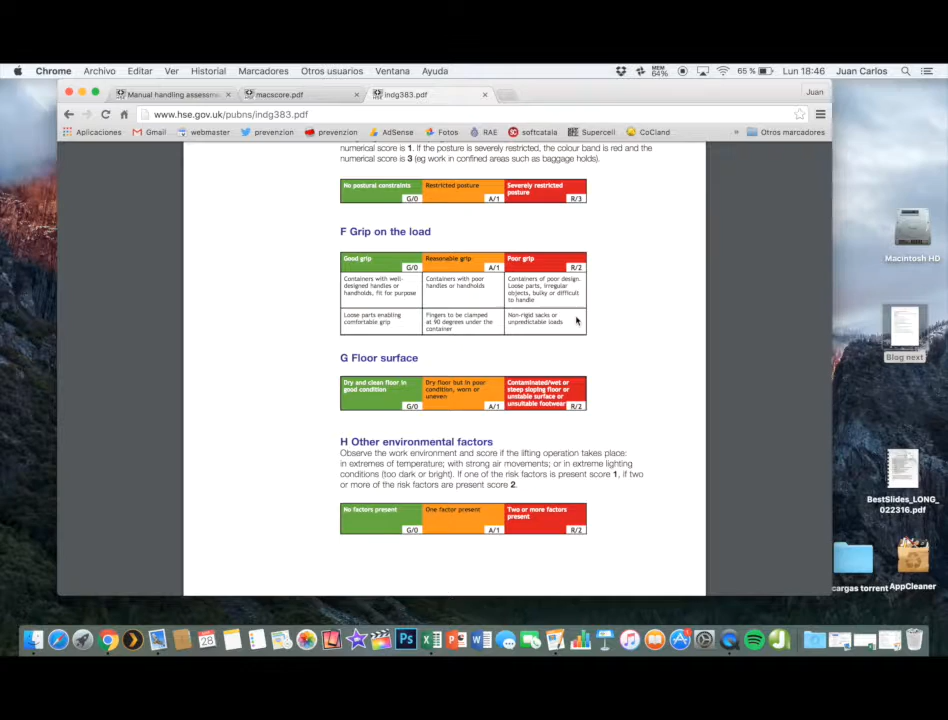 Chrome Archivo Editar Ver Historial Marcadores Otros usuarios Ventana Ayuda MEM 64% 65 % Lun 18:46 Juan Carlos
Manual handling assessm macscore.pdf indg383.pdf Juan
www.hse.gov.uk/pubns/indg383.pdf
Aplicaciones Gmail webmaster prevenzion prevenzion AdSense Fotos RAE softcatala Supercell CoCland » Otros marcadores
numerical score is 1. If the posture is severely restricted, the colour band is red and the
numerical score is 3 (eg work in confined areas such as baggage holds).
No postural constraints G/0
Restricted posture A/1
Severely restricted
posture R/3
F Grip on the load
Good grip G/0
Reasonable grip A/1
Poor grip R/2
Containers with well-
designed handles or
handholds, fit for purpose
Containers with poor
handles or handholds
Containers of poor design.
Loose parts, irregular
objects, bulky or difficult
to handle
Loose parts enabling
comfortable grip
Fingers to be clamped
at 90 degrees under the
container
Non-rigid sacks or
unpredictable loads
G Floor surface
Dry and clean floor in
good condition G/0
Dry floor but in poor
condition, worn or
uneven A/1
Contaminated/wet or
steep sloping floor or
unstable surface or
unsuitable footwear R/2
H Other environmental factors
Observe the work environment and score if the lifting operation takes place:
in extremes of temperature; with strong air movements; or in extreme lighting
conditions (too dark or bright). If one of the risk factors is present score 1, if two
or more of the risk factors are present score 2.
No factors present G/0
One factor present A/1
Two or more factors
present R/2
Macintosh HD
Blog next
BestSlides_LONG_
022316.pdf
cargas torrent
AppCleaner
28
Ps